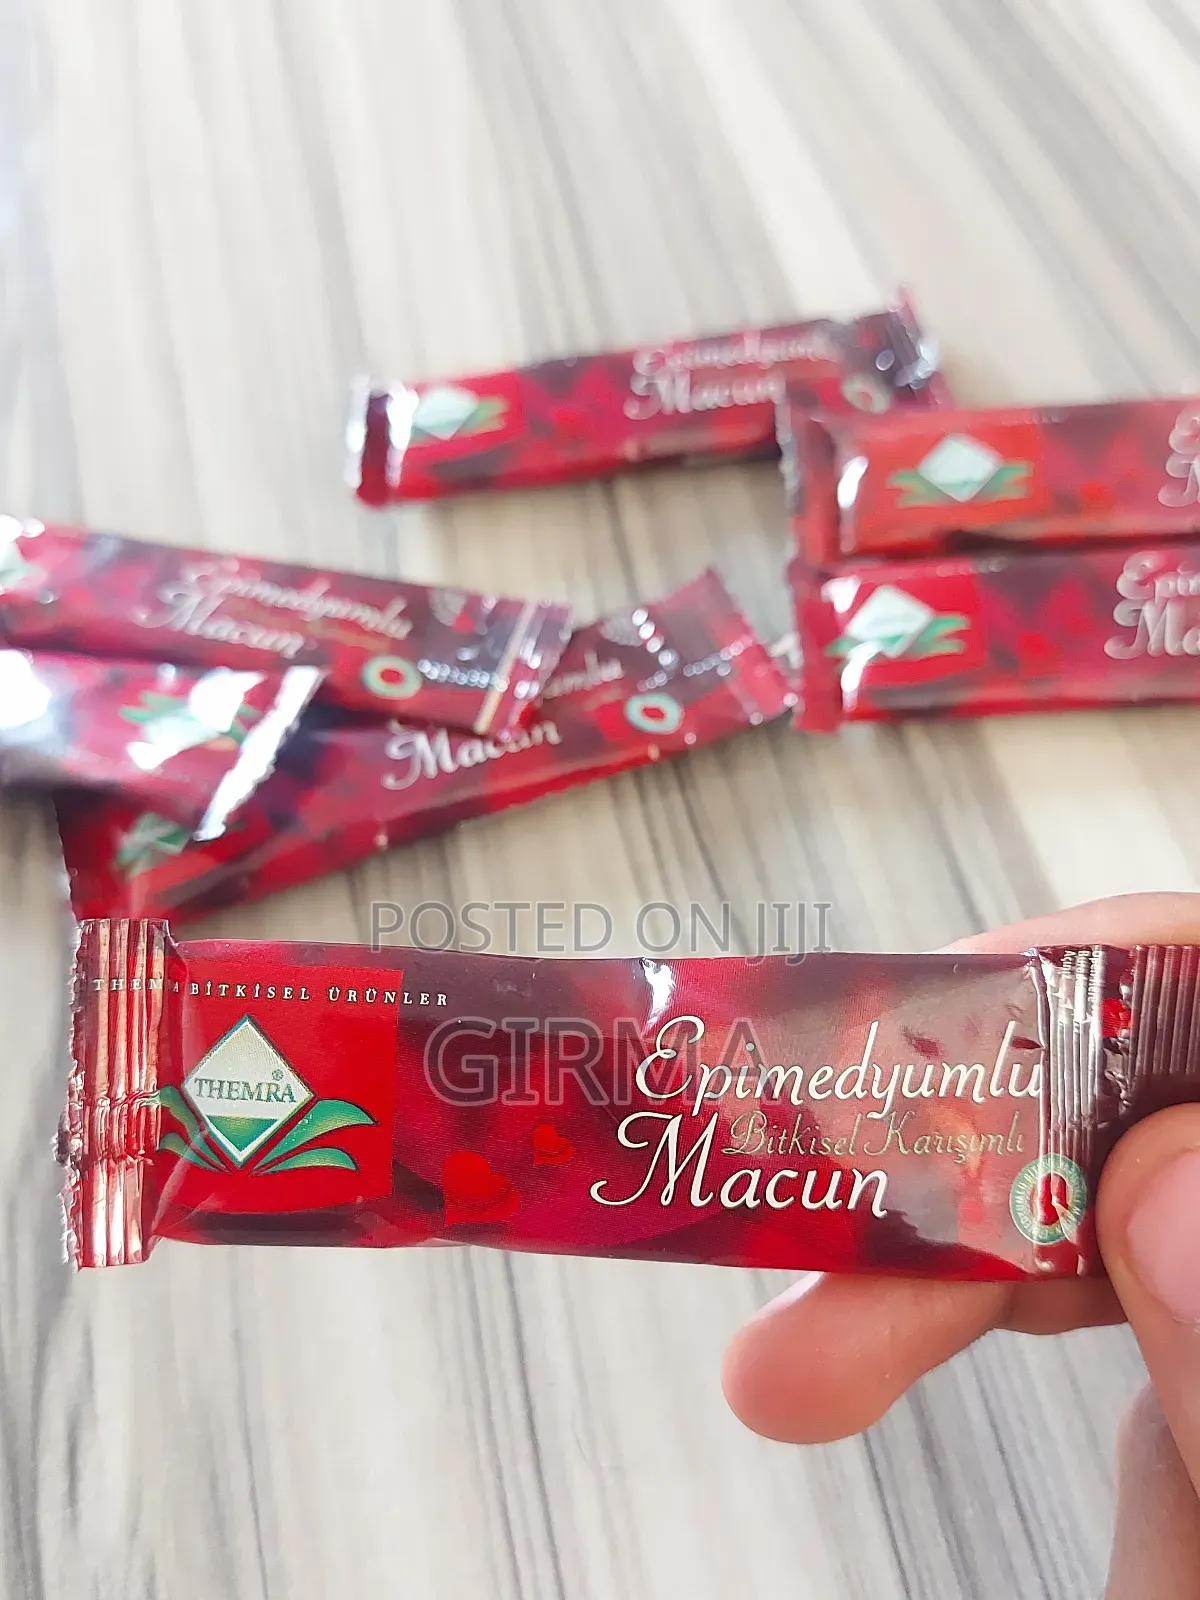 Epimedyumlu
Macun
Epimedyumlu
Macun
Macun
Macun
POSTED ON JIJI
GIRMA
THEMRA BİTKİSEL ÜRÜNLER
THEMRA®
Epimedyumlu
Bitkisel Karışımlı
Macun